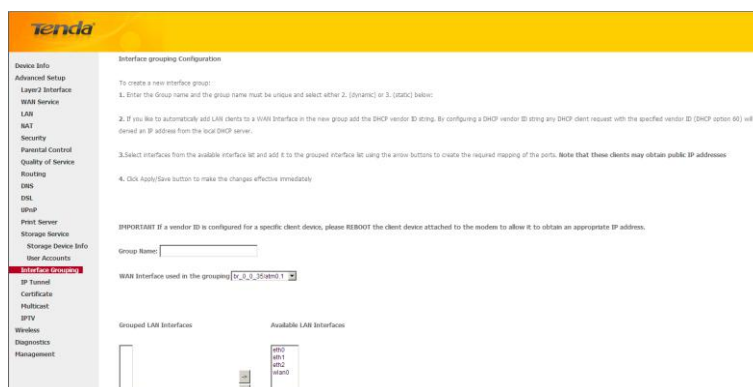 Tenda
Device Info
Advanced Setup
Layer2 Interface
WAN Service
LAN
NAT
Security
Parental Control
Quality of Service
Routing
DNS
DSL
UPnP
Print Server
Storage Service
Storage Device Info
User Accounts
Interface Grouping
IP Tunnel
Certificate
Multicast
IPTV
Wireless
Diagnostics
Management
Interface grouping Configuration
To create a new interface group:
1. Enter the Group name and the group name must be unique and select either 2. (dynamic) or 3. (static) below:
2. If you like to automatically add LAN clients to a WAN Interface in the new group add the DHCP vendor ID string. By configuring a DHCP vendor ID string any DHCP client request with the specified vendor ID (DHCP option 60) will
denied an IP address from the local DHCP server.
3.Select interfaces from the available interface list and add it to the grouped interface list using the arrow buttons to create the required mapping of the ports. Note that these clients may obtain public IP addresses
4. Click Apply/Save button to make the changes effective immediately
IMPORTANT If a vendor ID is configured for a specific client device, please REBOOT the client device attached to the modem to allow it to obtain an appropriate IP address.
Group Name:
WAN Interface used in the grouping br_0_0_35/atm0.1
Grouped LAN Interfaces
Available LAN Interfaces
eth0
eth1
eth2
wlan0
->